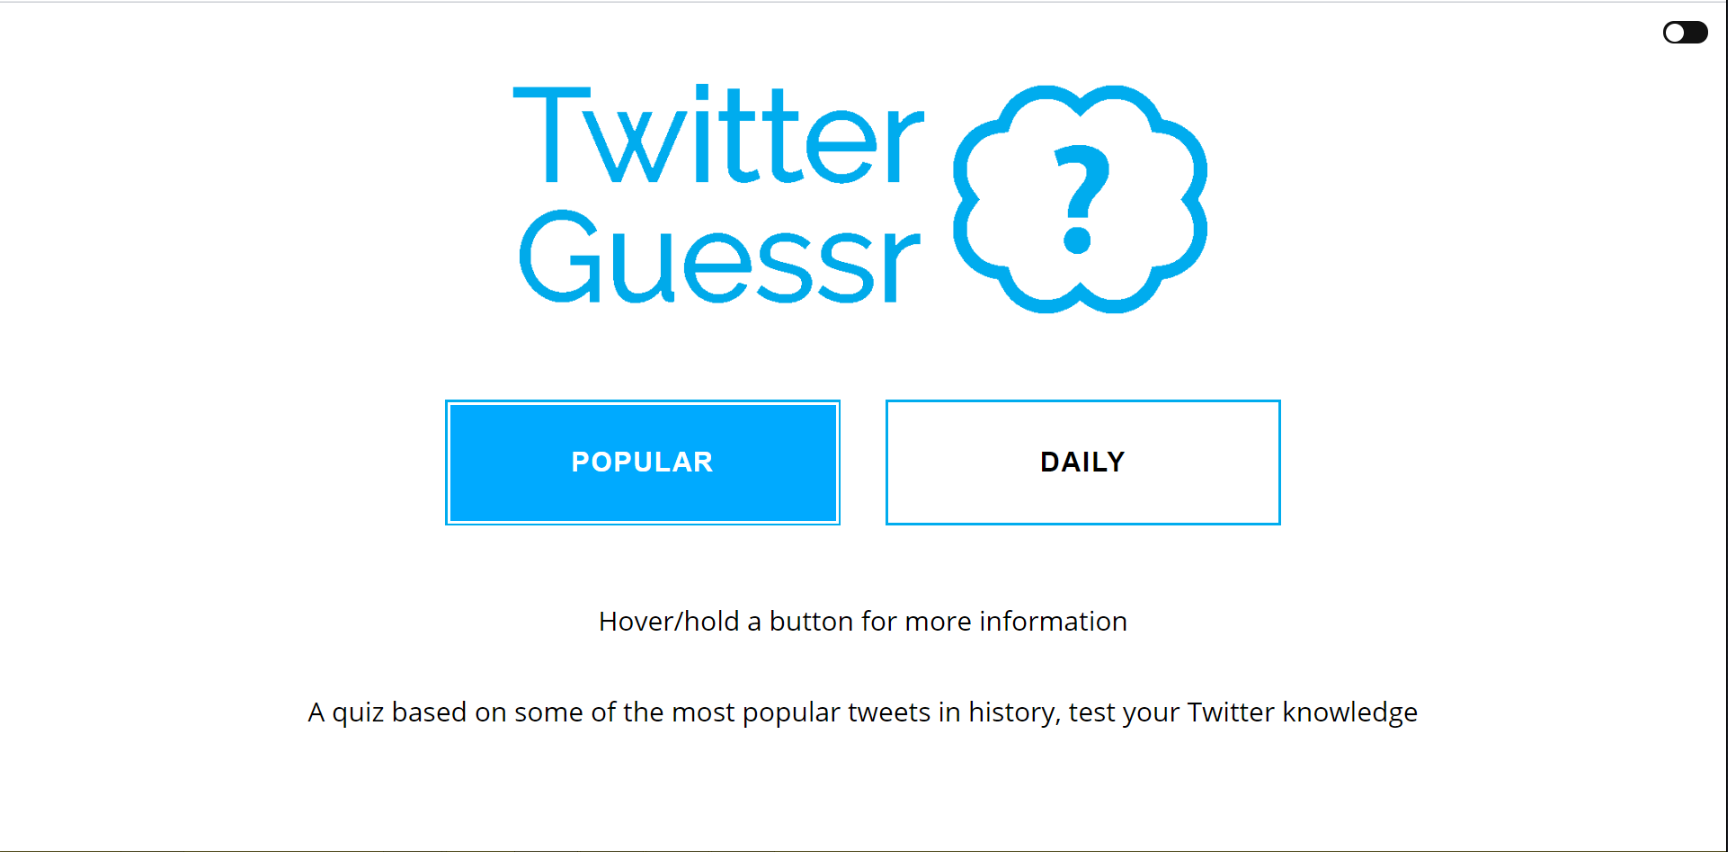 Twitter
Guessr
?
POPULAR
DAILY
Hover/hold a button for more information
A quiz based on some of the most popular tweets in history, test your Twitter knowledge